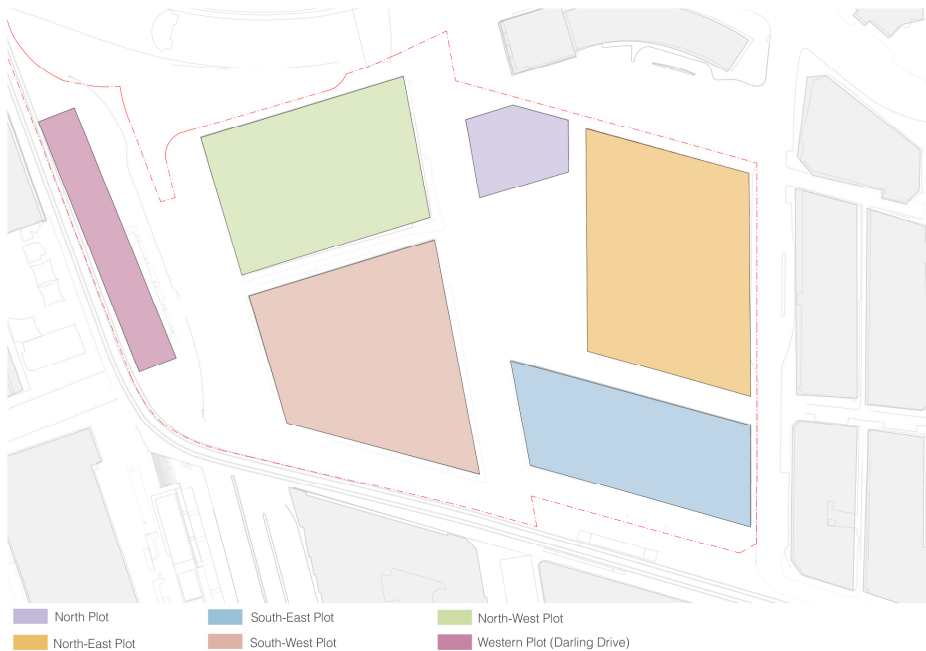 North Plot
South-East Plot
North-West Plot
North-East Plot
South-West Plot
Western Plot (Darling Drive)